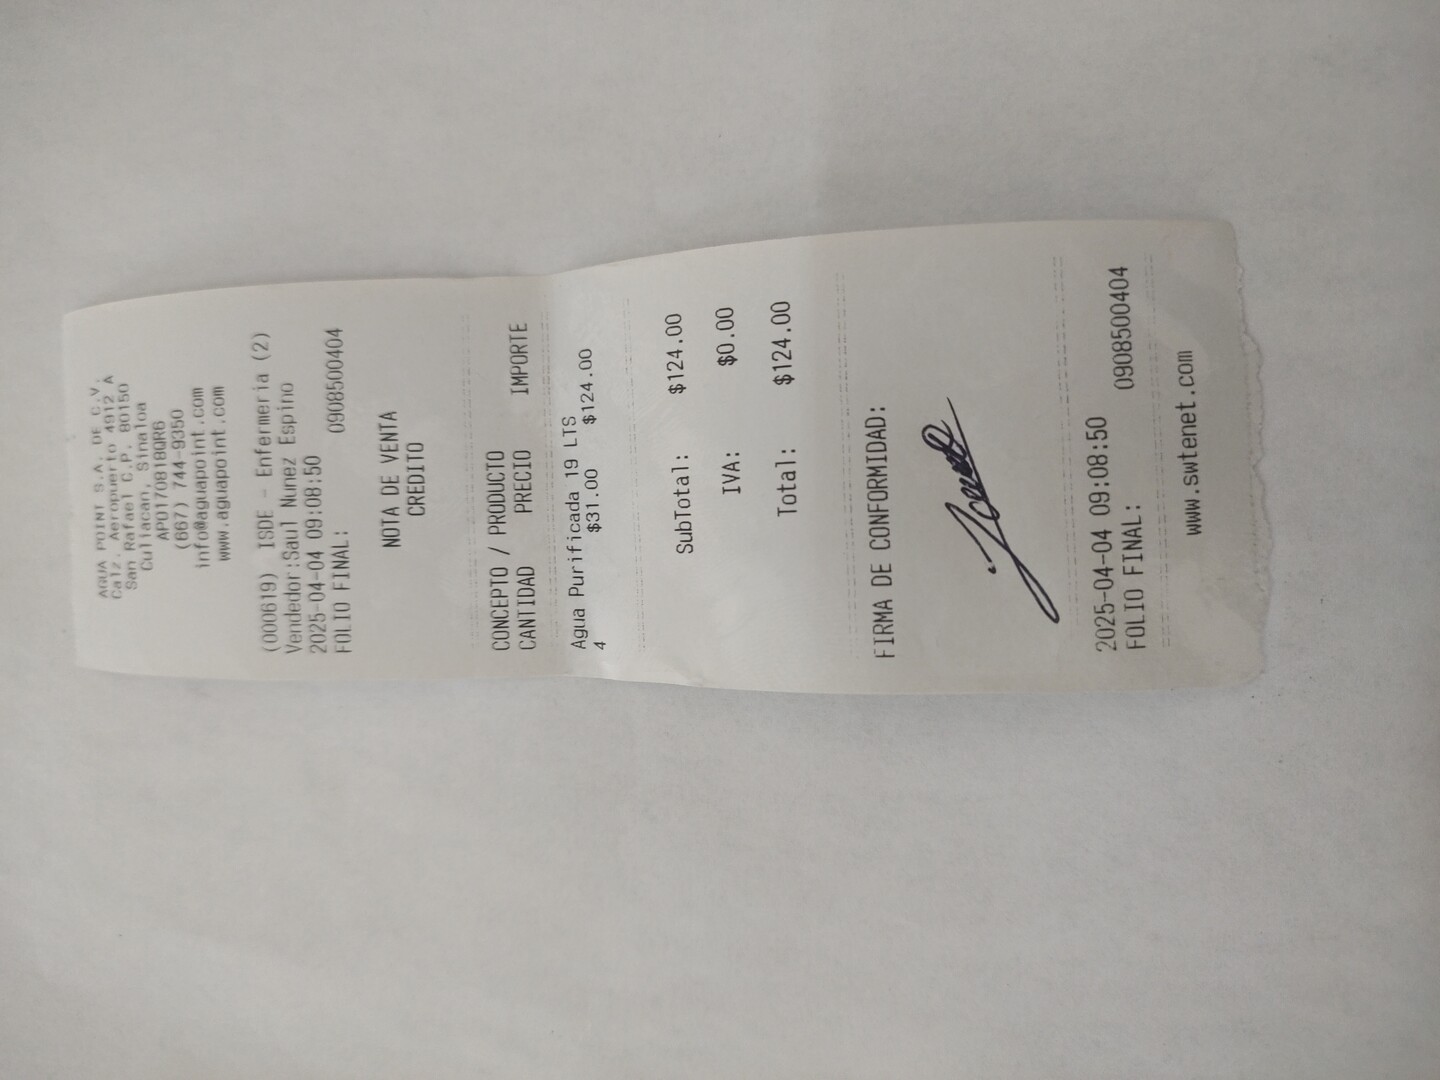 AGUA POINT S.A. DE C.V.
Calz. Aeropuerto 4912 A
San Rafael C.P. 80150
Culiacan, Sinaloa
APO170818QR6
(667) 744-9350
info@aguapoint.com
www.aguapoint.com
(000619) ISDE - Enfermeria (2)
Vendedor:Saul Nunez Espino
2025-04-04 09:08:50
FOLIO FINAL: 0908500404
NOTA DE VENTA
CREDITO
CONCEPTO / PRODUCTO
CANTIDAD PRECIO IMPORTE
Agua Purificada 19 LTS
4 $31.00 $124.00
SubTotal: $124.00
IVA: $0.00
Total: $124.00
FIRMA DE CONFORMIDAD:
2025-04-04 09:08:50
FOLIO FINAL: 0908500404
www.swtenet.com